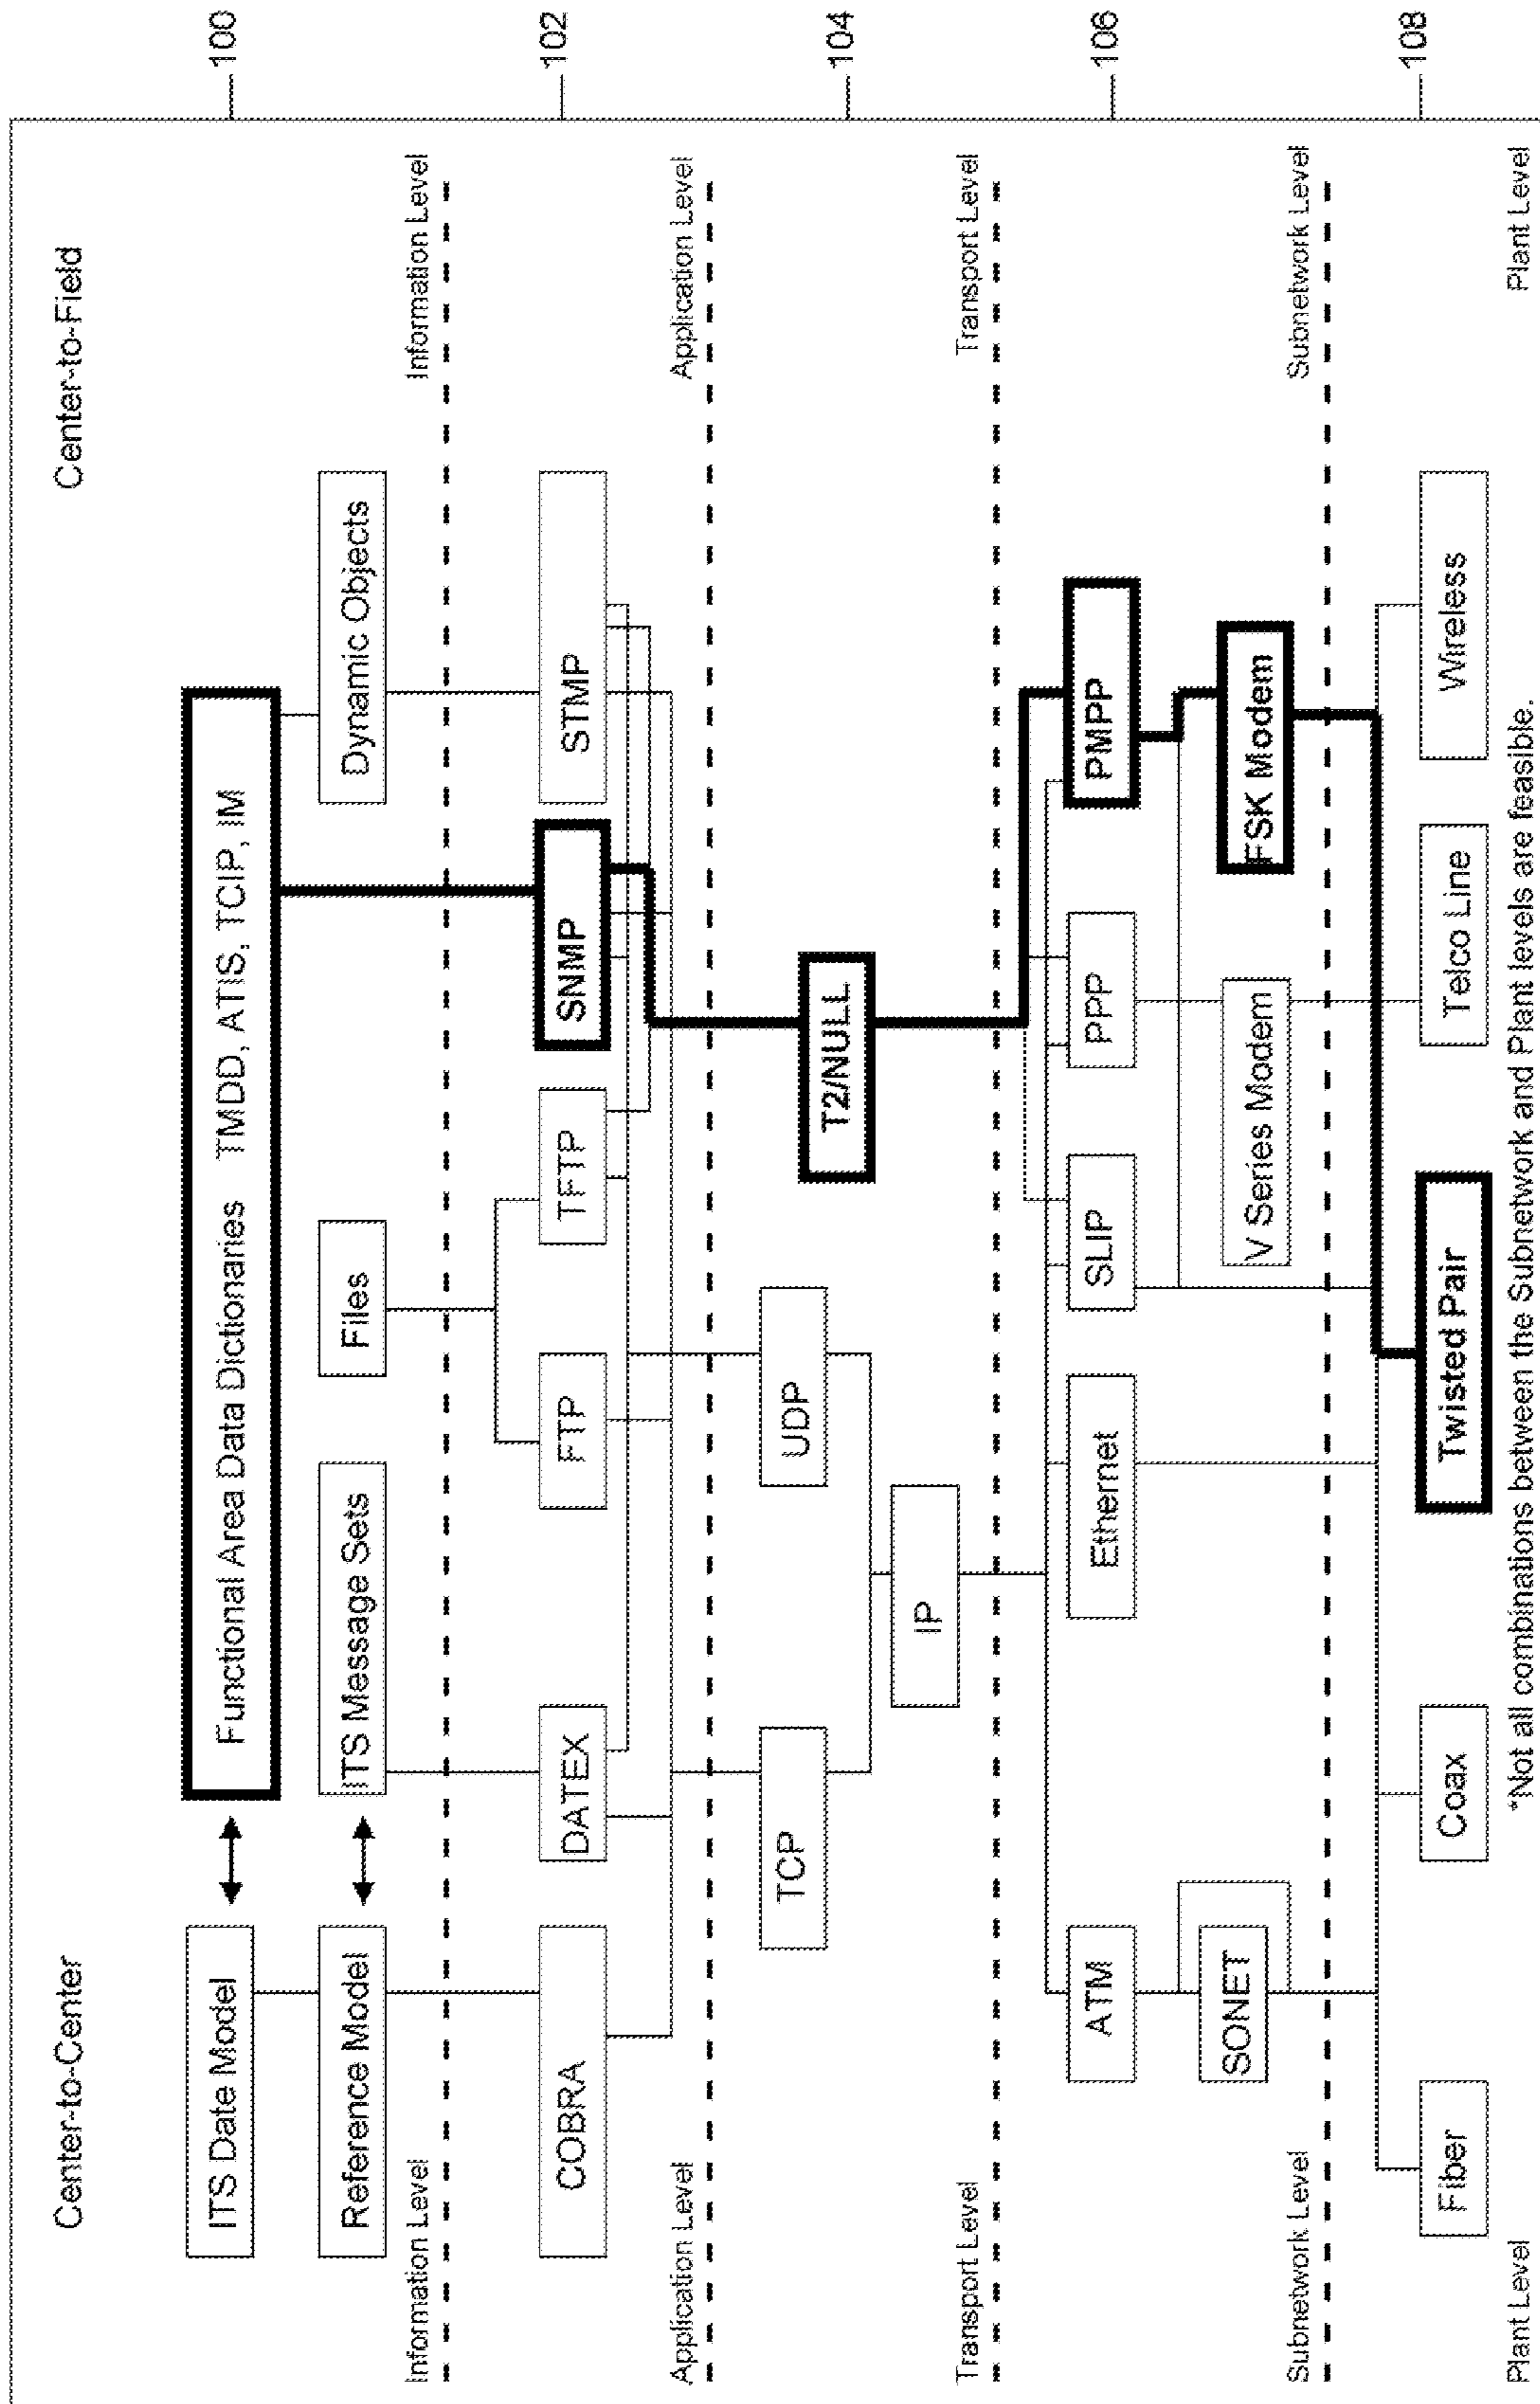 Center-to-Center
Center-to-Field
ITS Date Model
Functional Area Data Dictionaries TMDD, ATIS, TCIP, IM
100
Reference Model
ITS Message Sets
Files
Dynamic Objects
Information Level
Information Level
COBRA
DATEX
FTP
TFTP
SNMP
STMP
102
Application Level
Application Level
TCP
UDP
T2/NULL
104
IP
Transport Level
Transport Level
ATM
Ethernet
SLIP
PPP
PMPP
106
SONET
V Series Modem
FSK Modem
Subnetwork Level
Subnetwork Level
Fiber
Coax
Twisted Pair
Telco Line
Wireless
108
Plant Level
*Not all combinations between the Subnetwork and Plant levels are feasible.
Plant Level